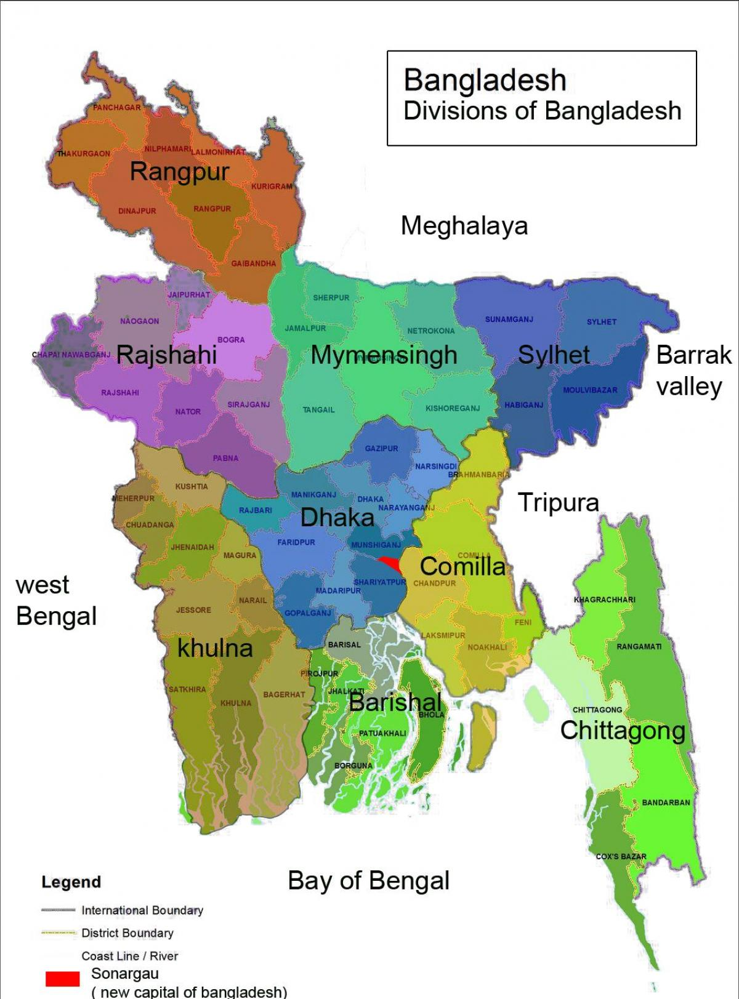 Bangladesh
Divisions of Bangladesh
PANCHAGAR
THAKURGAON
NILPHAMARI
LALMONIRHAT
Rangpur
KURIGRAM
DINAJPUR
RANGPUR
Meghalaya
GAIBANDHA
JAIPURHAT
SHERPUR
NAOGAON
SUNAMGANJ
SYLHET
JAMALPUR
NETROKONA
BOGRA
CHAPAI NAWABGANJ
Rajshahi
Mymensingh
MYMENSINGH
Sylhet
Barrak
valley
RAJSHAHI
MOULVIBAZAR
NATOR
SIRAJGANJ
TANGAIL
KISHOREGANJ
HABIGANJ
GAZIPUR
PABNA
NARSINGDI
BRAHMANBARIA
KUSHTIA
MEHERPUR
MANIKGANJ
DHAKA
NARAYANGANJ
Tripura
RAJBARI
Dhaka
CHUADANGA
JHENAIDAH
FARIDPUR
MUNSHIGANJ
MAGURA
COMILLA
Comilla
west
Bengal
SHARIYATPUR
CHANDPUR
MADARIPUR
NARAIL
KHAGRACHHARI
JESSORE
GOPALGANJ
FENI
LAKSMIPUR
NOAKHALI
khulna
BARISAL
RANGAMATI
PIROJPUR
SATKHIRA
JHALKATI
KHULNA
BAGERHAT
Barishal
BHOLA
CHITTAGONG
Chittagong
PATUAKHALI
BORGUNA
BANDARBAN
COX'S BAZAR
Bay of Bengal
Legend
International Boundary
District Boundary
Coast Line / River
Sonargau
( new capital of bangladesh)